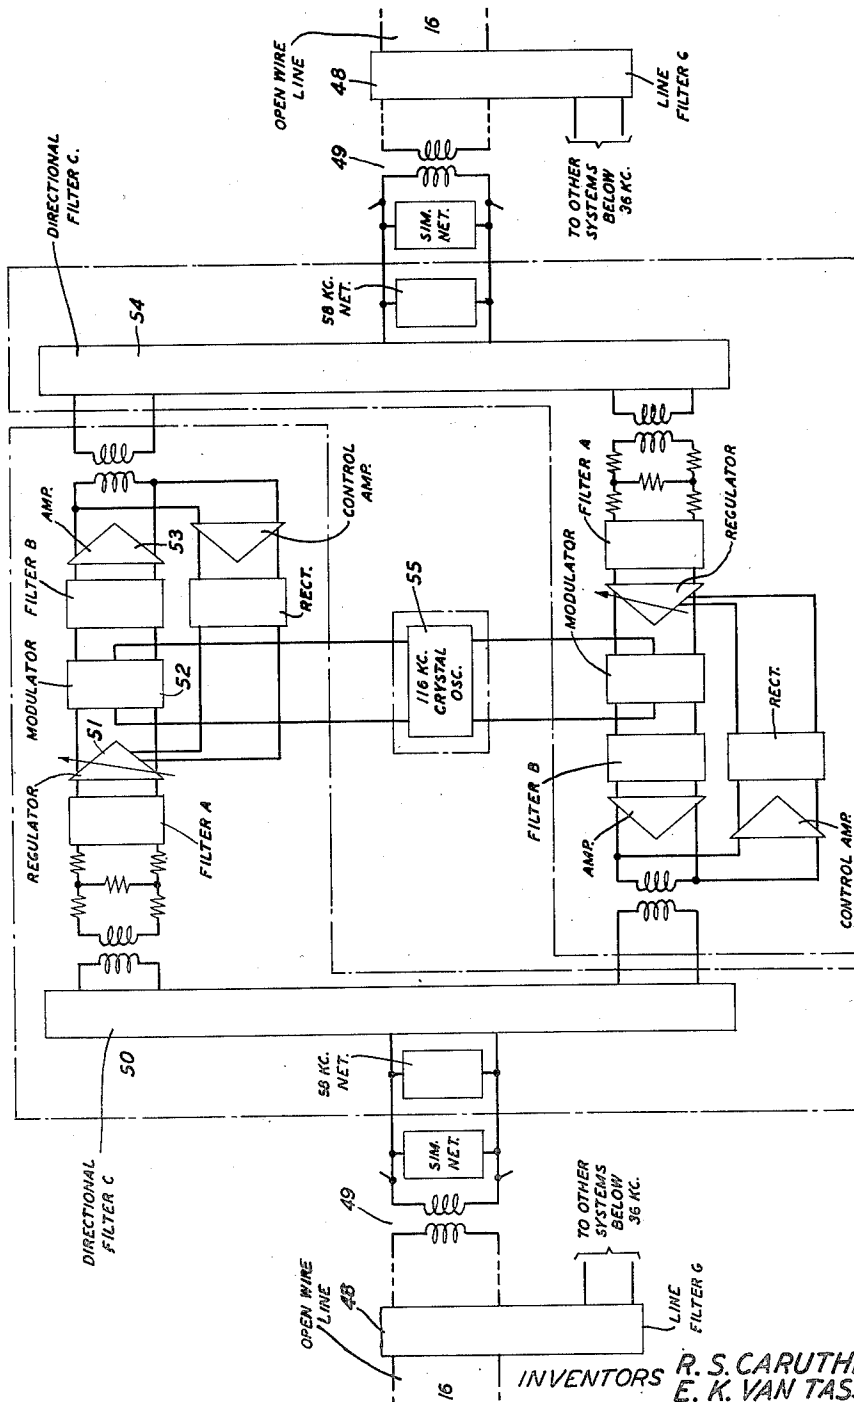 OPEN WIRE
LINE
16
48
LINE
FILTER G
TO OTHER
SYSTEMS
BELOW
36 KC.
49
SIM.
NET.
58 KC.
NET.
DIRECTIONAL
FILTER C
50
REGULATOR
FILTER A
51
MODULATOR
52
FILTER B
AMP.
53
RECT.
CONTROL
AMP.
DIRECTIONAL
FILTER C.
54
116 KC.
CRYSTAL
OSC.
55
FILTER B
AMP.
CONTROL AMP.
RECT.
MODULATOR
FILTER A
REGULATOR
58 KC.
NET.
SIM.
NET.
49
TO OTHER
SYSTEMS
BELOW
36 KC.
OPEN WIRE
LINE
16
48
LINE
FILTER G
INVENTORS R. S. CARUTH
E. K. VAN TAS